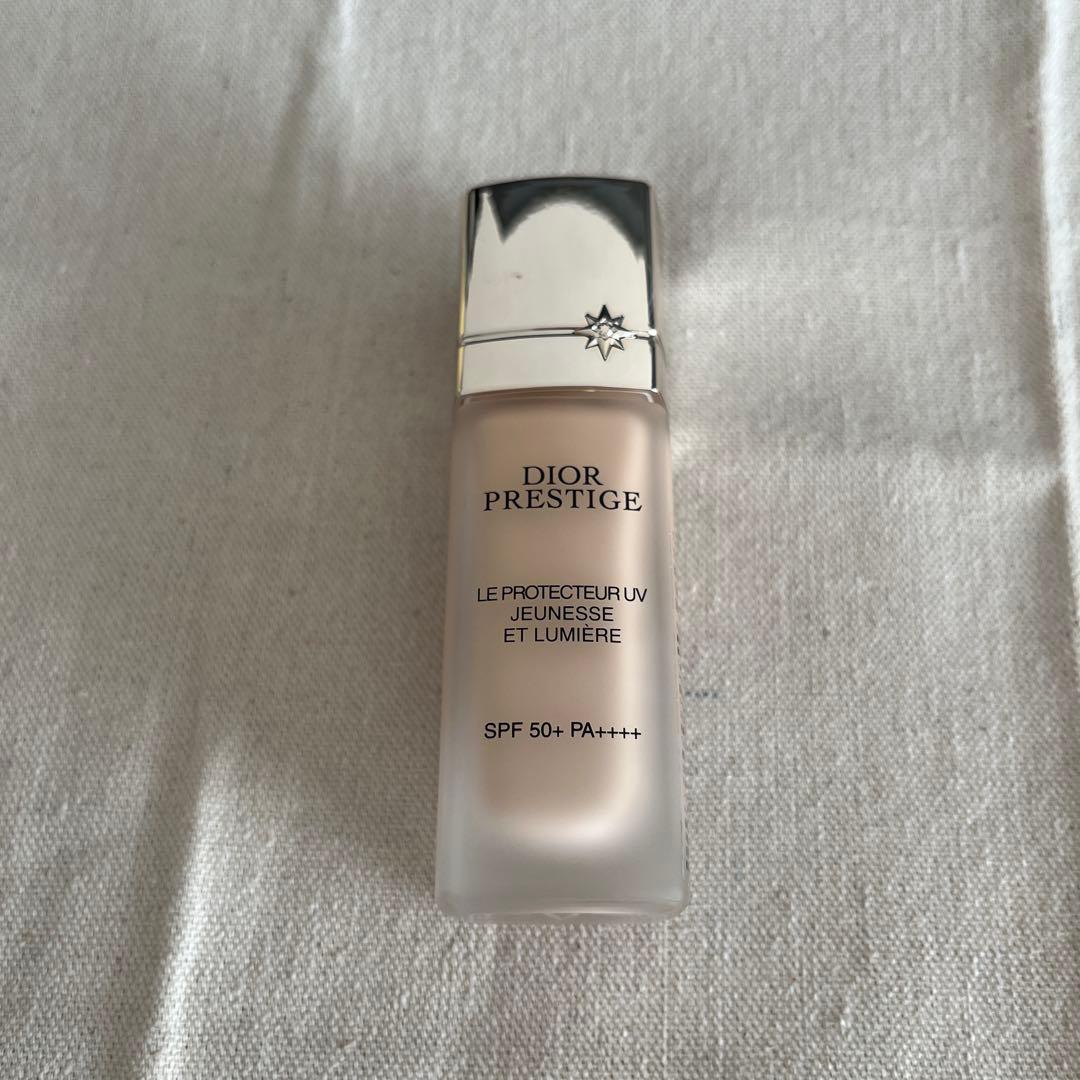 DIOR
PRESTIGE
LE PROTECTEUR UV
JEUNESSE
ET LUMIÈRE
SPF 50+ PA++++